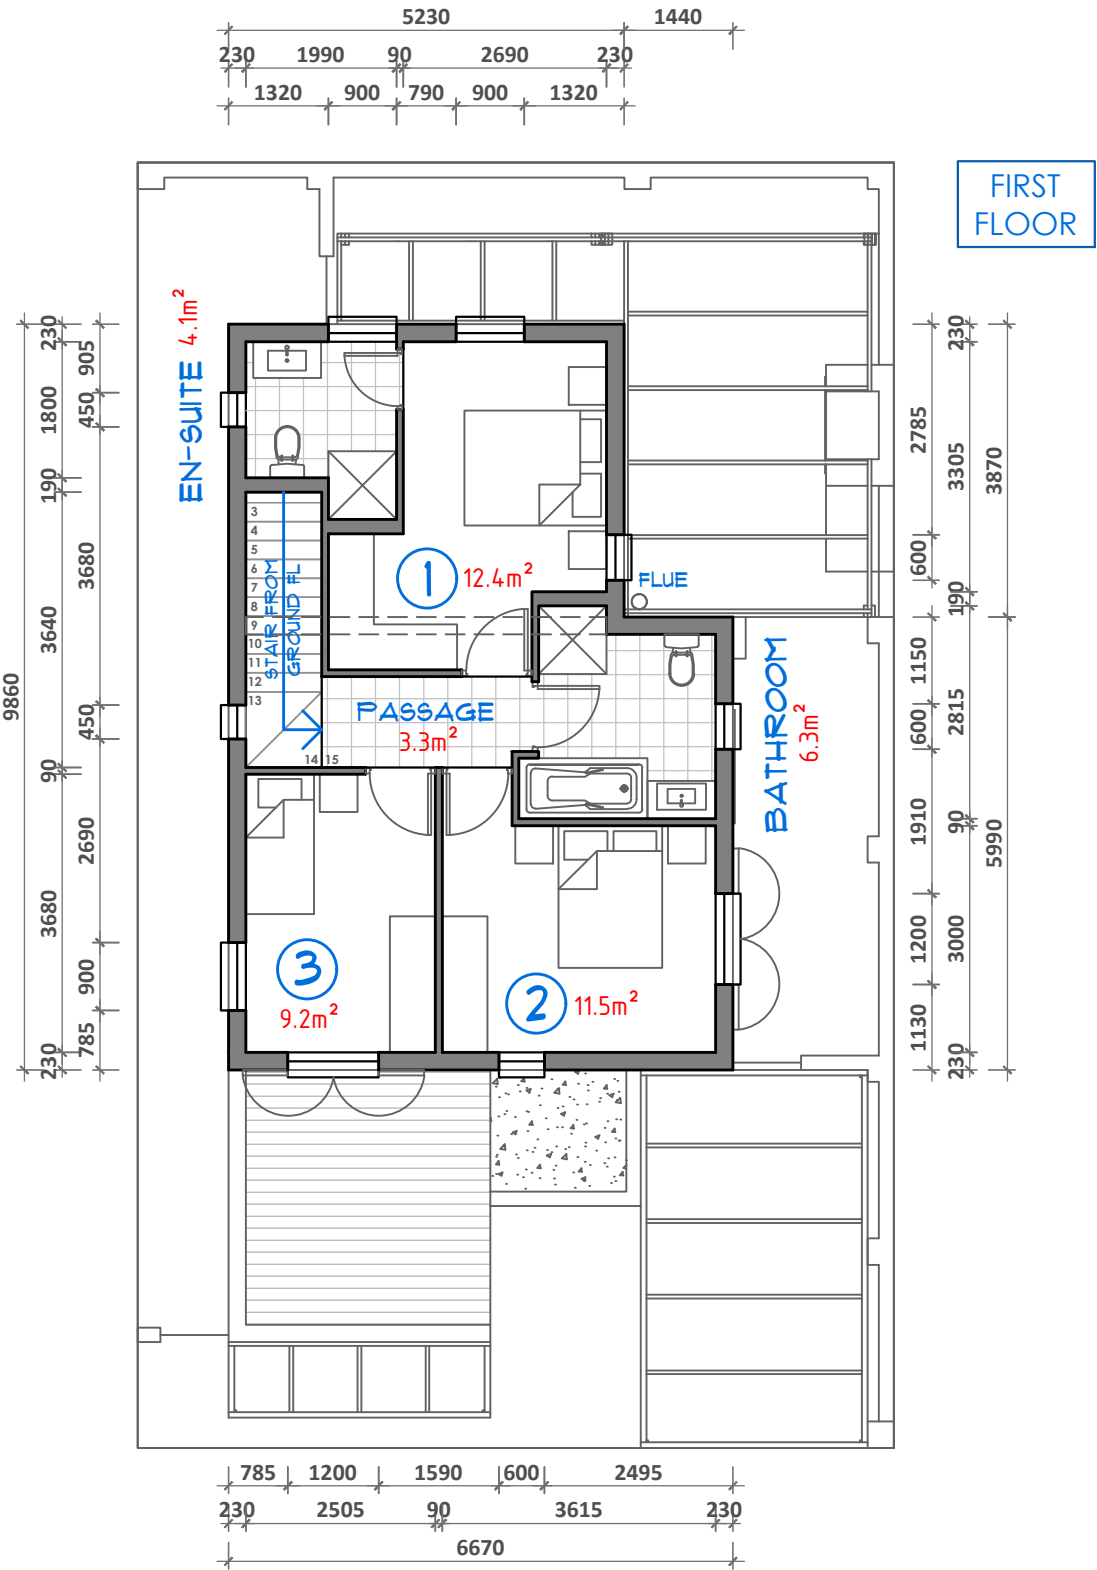 5230 1440
230 1990 90 2690 230
1320 900 790 900 1320
FIRST
FLOOR
EN-SUITE 4.1m²
230
1800
190
3640
90
3680
230
905
450
3680
450
2690
900
785
9860
3
4
5
6
7
8
9
10
11
12
13
14 15
STAIR FROM
GROUND FL
1 12.4m²
FLUE
PASSAGE
3.3m²
BATHROOM
6.3m²
3
9.2m²
2 11.5m²
2785
600
1150
600
1910
1200
1130
230
3305
190
2815
90
3000
230
3870
5990
785 1200 1590 600 2495
230 2505 90 3615 230
6670